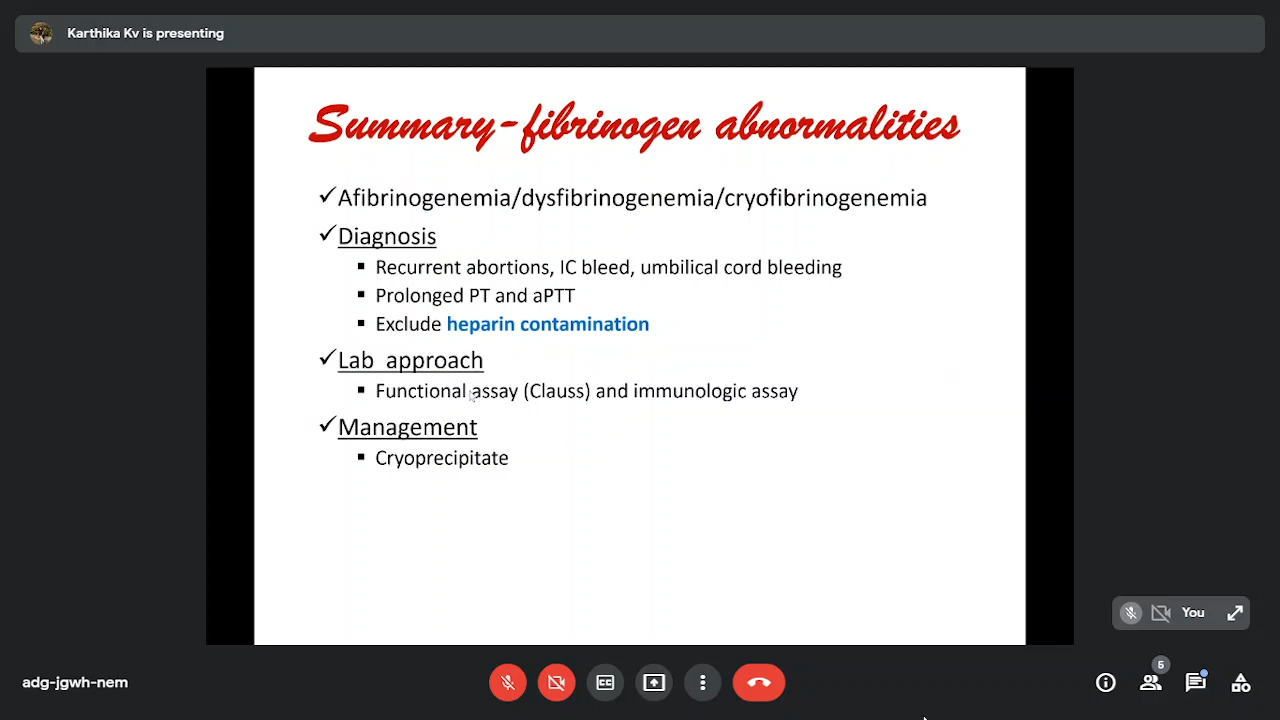 Karthika Kv is presenting
Summary-fibrinogen abnormalities
✓Afibrinogenemia/dysfibrinogenemia/cryofibrinogenemia
✓Diagnosis
▪ Recurrent abortions, IC bleed, umbilical cord bleeding
▪ Prolonged PT and aPTT
▪ Exclude heparin contamination
✓Lab approach
▪ Functional assay (Clauss) and immunologic assay
✓Management
▪ Cryoprecipitate
You
adg-jgwh-nem
CC
5